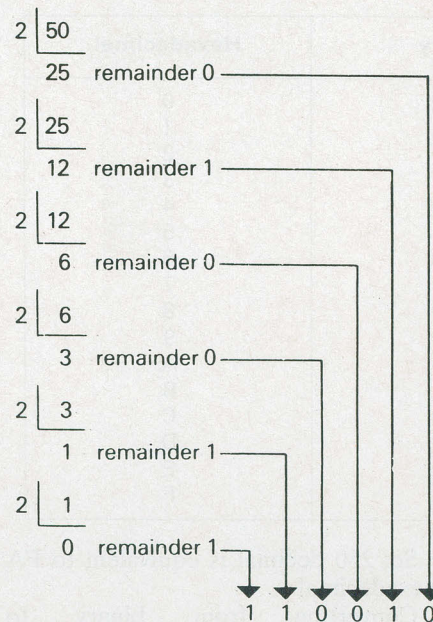 2 50
25 remainder 0
2 25
12 remainder 1
2 12
6 remainder 0
2 6
3 remainder 0
2 3
1 remainder 1
2 1
0 remainder 1
1 1 0 0 1 0